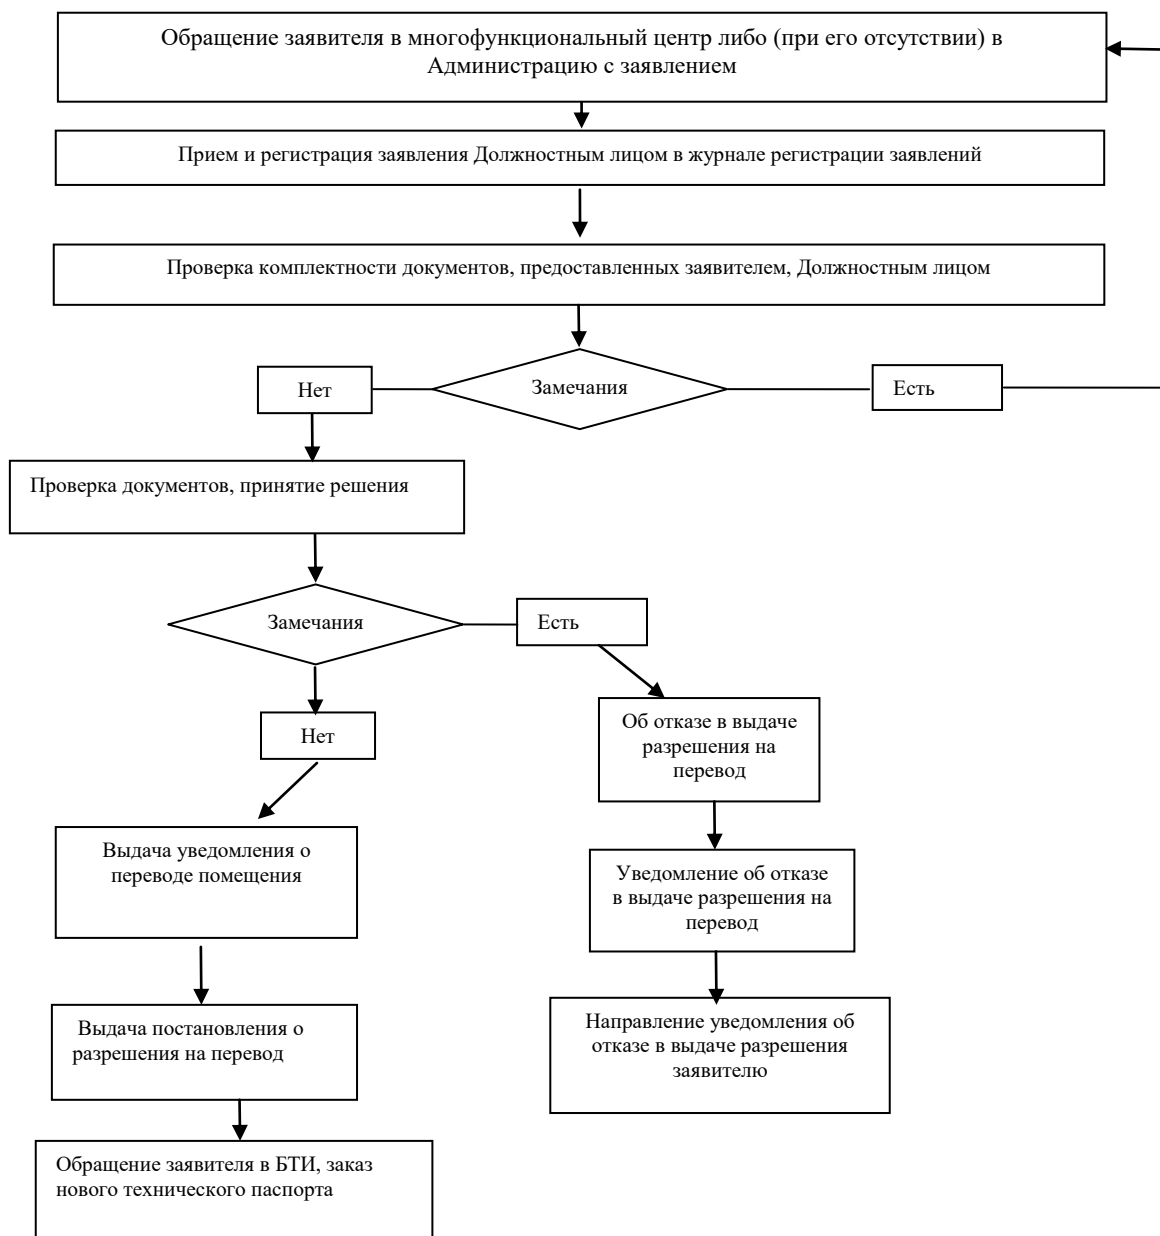 Обращение заявителя в многофункциональный центр либо (при его отсутствии) в
Администрацию с заявлением
Прием и регистрация заявления Должностным лицом в журнале регистрации заявлений
Проверка комплектности документов, предоставленных заявителем, Должностным лицом
Нет
Замечания
Есть
Проверка документов, принятие решения
Замечания
Есть
Нет
Об отказе в выдаче
разрешения на
перевод
Выдача уведомления о
переводе помещения
Уведомление об отказе
в выдаче разрешения на
перевод
Выдача постановления о
разрешения на перевод
Направление уведомления об
отказе в выдаче разрешения
заявителю
Обращение заявителя в БТИ, заказ
нового технического паспорта